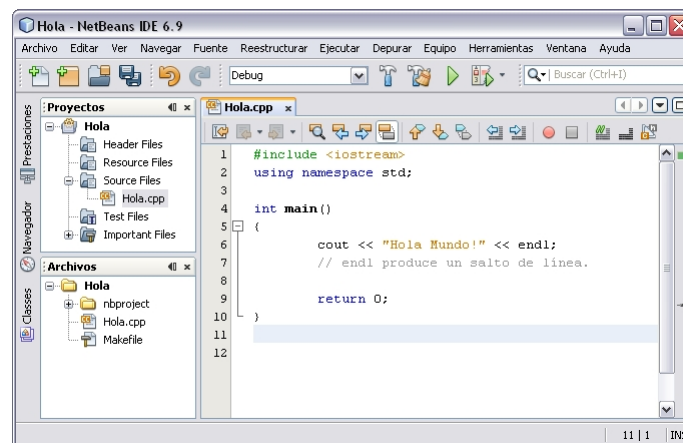 Hola - NetBeans IDE 6.9
Archivo Editar Ver Navegar Fuente Reestructurar Ejecutar Depurar Equipo Herramientas Ventana Ayuda
Debug
Buscar (Ctrl+I)
Prestaciones
Navegador
Classes
Proyectos
Hola
Header Files
Resource Files
Source Files
Hola.cpp
Test Files
Important Files
Archivos
Hola
nbproject
Hola.cpp
Makefile
Hola.cpp
1 #include <iostream>
2 using namespace std;
3
4 int main()
5 {
6 cout << "Hola Mundo!" << endl;
7 // endl produce un salto de línea.
8
9 return 0;
10 }
11
12
11 | 1 INS